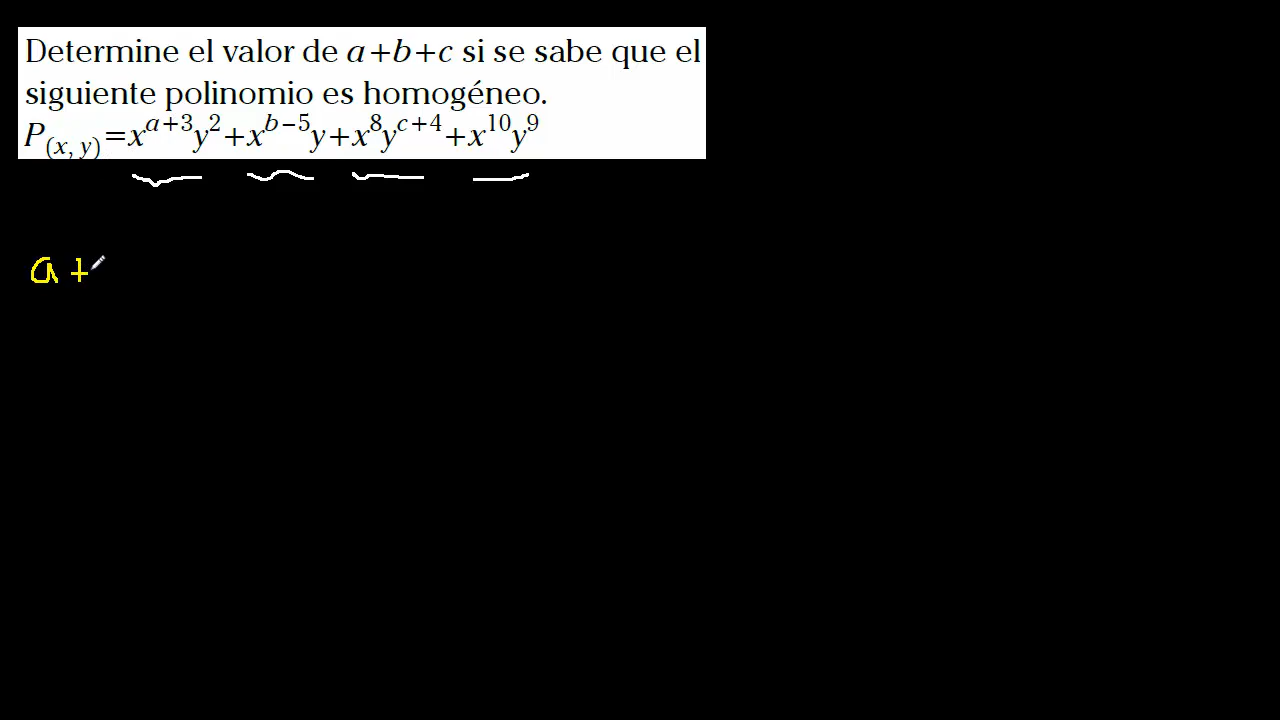 Determine el valor de a+b+c si se sabe que el
siguiente polinomio es homogéneo.
P(x, y)=x^{a+3}y^2+x^{b−5}y+x^8y^{c+4}+x^{10}y^9
a +